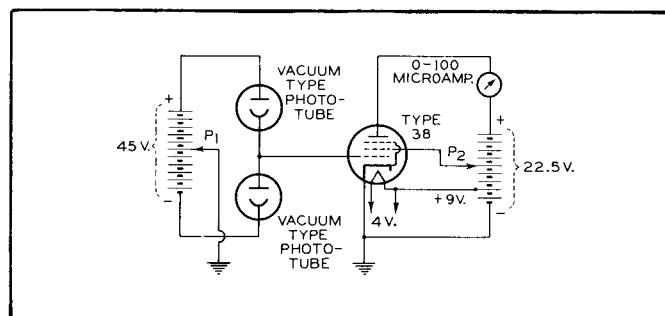 VACUUM
TYPE
PHOTO-
TUBE
0-100
MICROAMP.
+
TYPE
38
+
P1
45 V.
P2
22.5 V.
+9V.
4 V.
-
-
VACUUM
TYPE
PHOTO-
TUBE